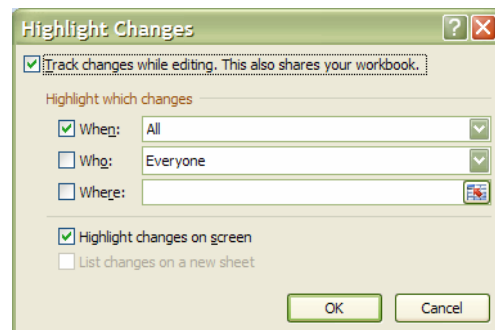 Highlight Changes
Track changes while editing. This also shares your workbook.
Highlight which changes
When: All
Who: Everyone
Where:
Highlight changes on screen
List changes on a new sheet
OK Cancel